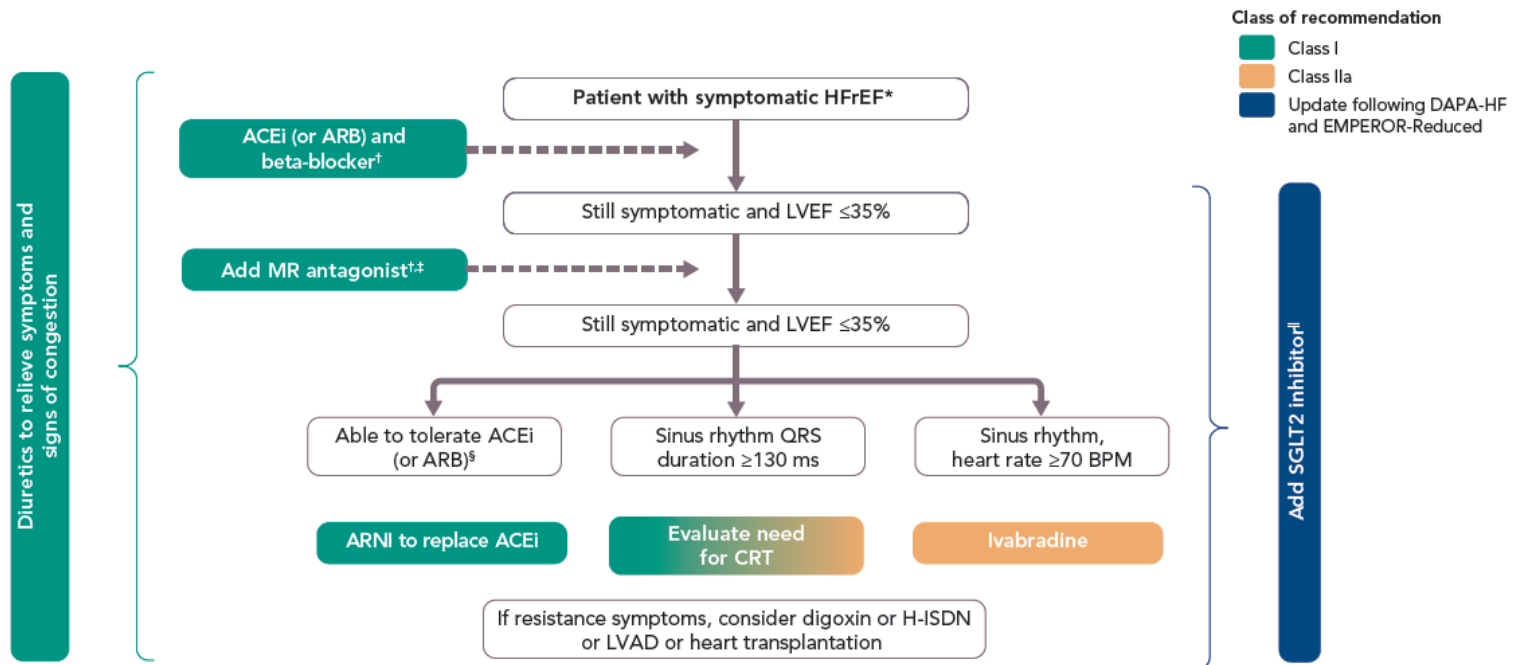 Class of recommendation
Class I
Class IIa
Update following DAPA-HF
and EMPEROR-Reduced
Diuretics to relieve symptoms and
signs of congestion
Patient with symptomatic HFrEF*
ACEi (or ARB) and
beta-blocker†
Still symptomatic and LVEF ≤35%
Add MR antagonist†,‡
Still symptomatic and LVEF ≤35%
Able to tolerate ACEi
(or ARB)§
Sinus rhythm QRS
duration ≥130 ms
Sinus rhythm,
heart rate ≥70 BPM
ARNI to replace ACEi
Evaluate need
for CRT
Ivabradine
If resistance symptoms, consider digoxin or H-ISDN
or LVAD or heart transplantation
Add SGLT2 inhibitor‖